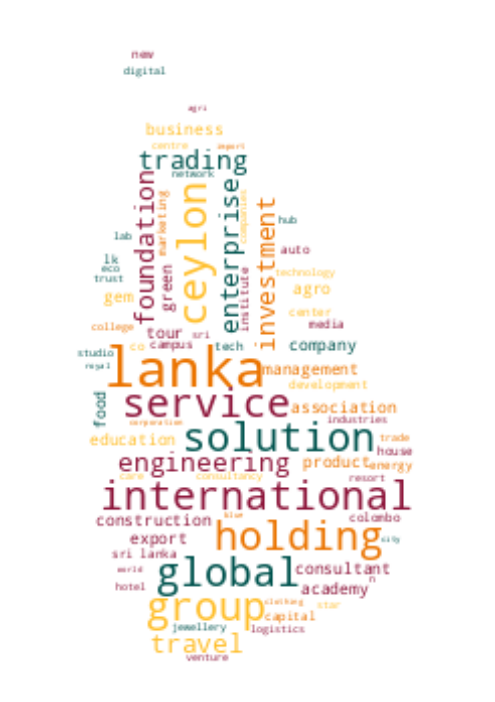 new
digital
agri
business
centre import
trading
network
foundation
marketing
green
ceylon
enterprise
companies
institute
investment
hub
lab
auto
lk
eco
trust
technology
gem
agro
center
college
media
tour sri
campus
tech
company
studio
co
royal
lanka
management
development
food
service
association
corporation
industries
education
solution
trade
house
engineering
product
energy
care
consultancy
resort
international
construction
blue
colombo
export
holding
city
sri lanka
world
global
consultant
n
hotel
academy
group
clothing
star
capital
jewellery
logistics
travel
venture